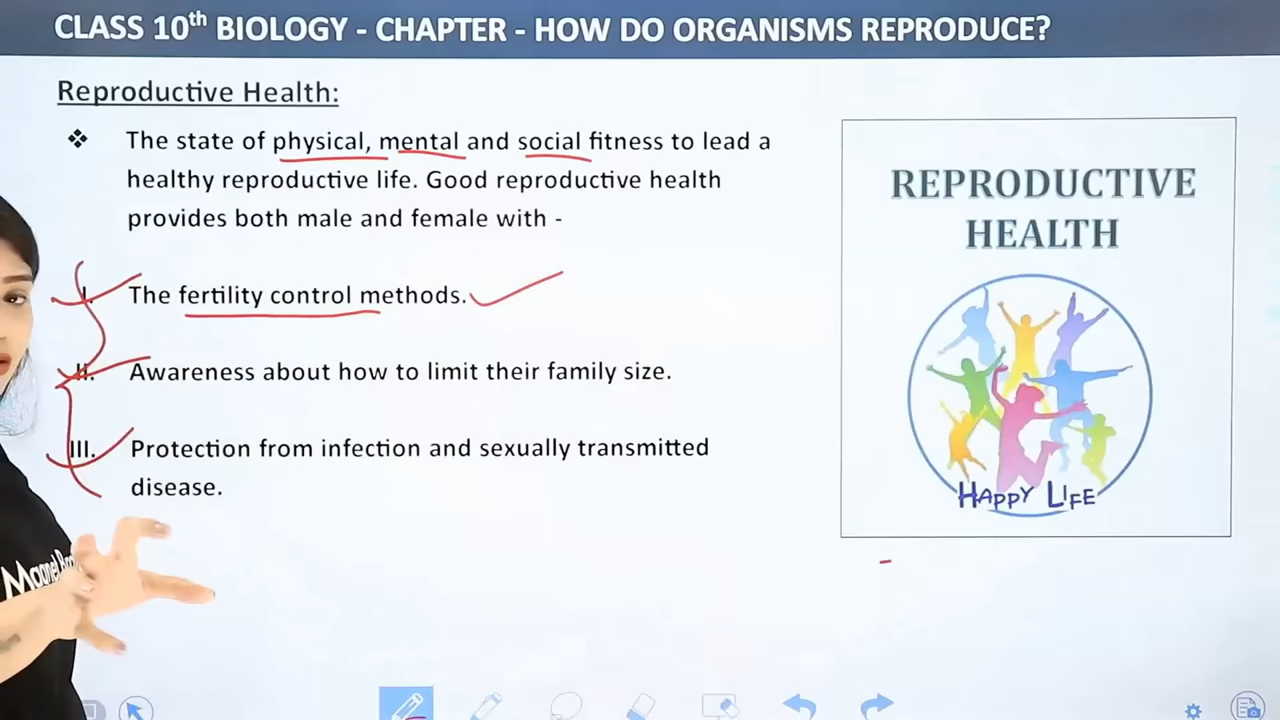 CLASS 10th BIOLOGY - CHAPTER - HOW DO ORGANISMS REPRODUCE?
Reproductive Health:
❖ The state of physical, mental and social fitness to lead a
healthy reproductive life. Good reproductive health
provides both male and female with -
I. The fertility control methods.
II. Awareness about how to limit their family size.
III. Protection from infection and sexually transmitted
disease.
REPRODUCTIVE
HEALTH
HAPPY LIFE